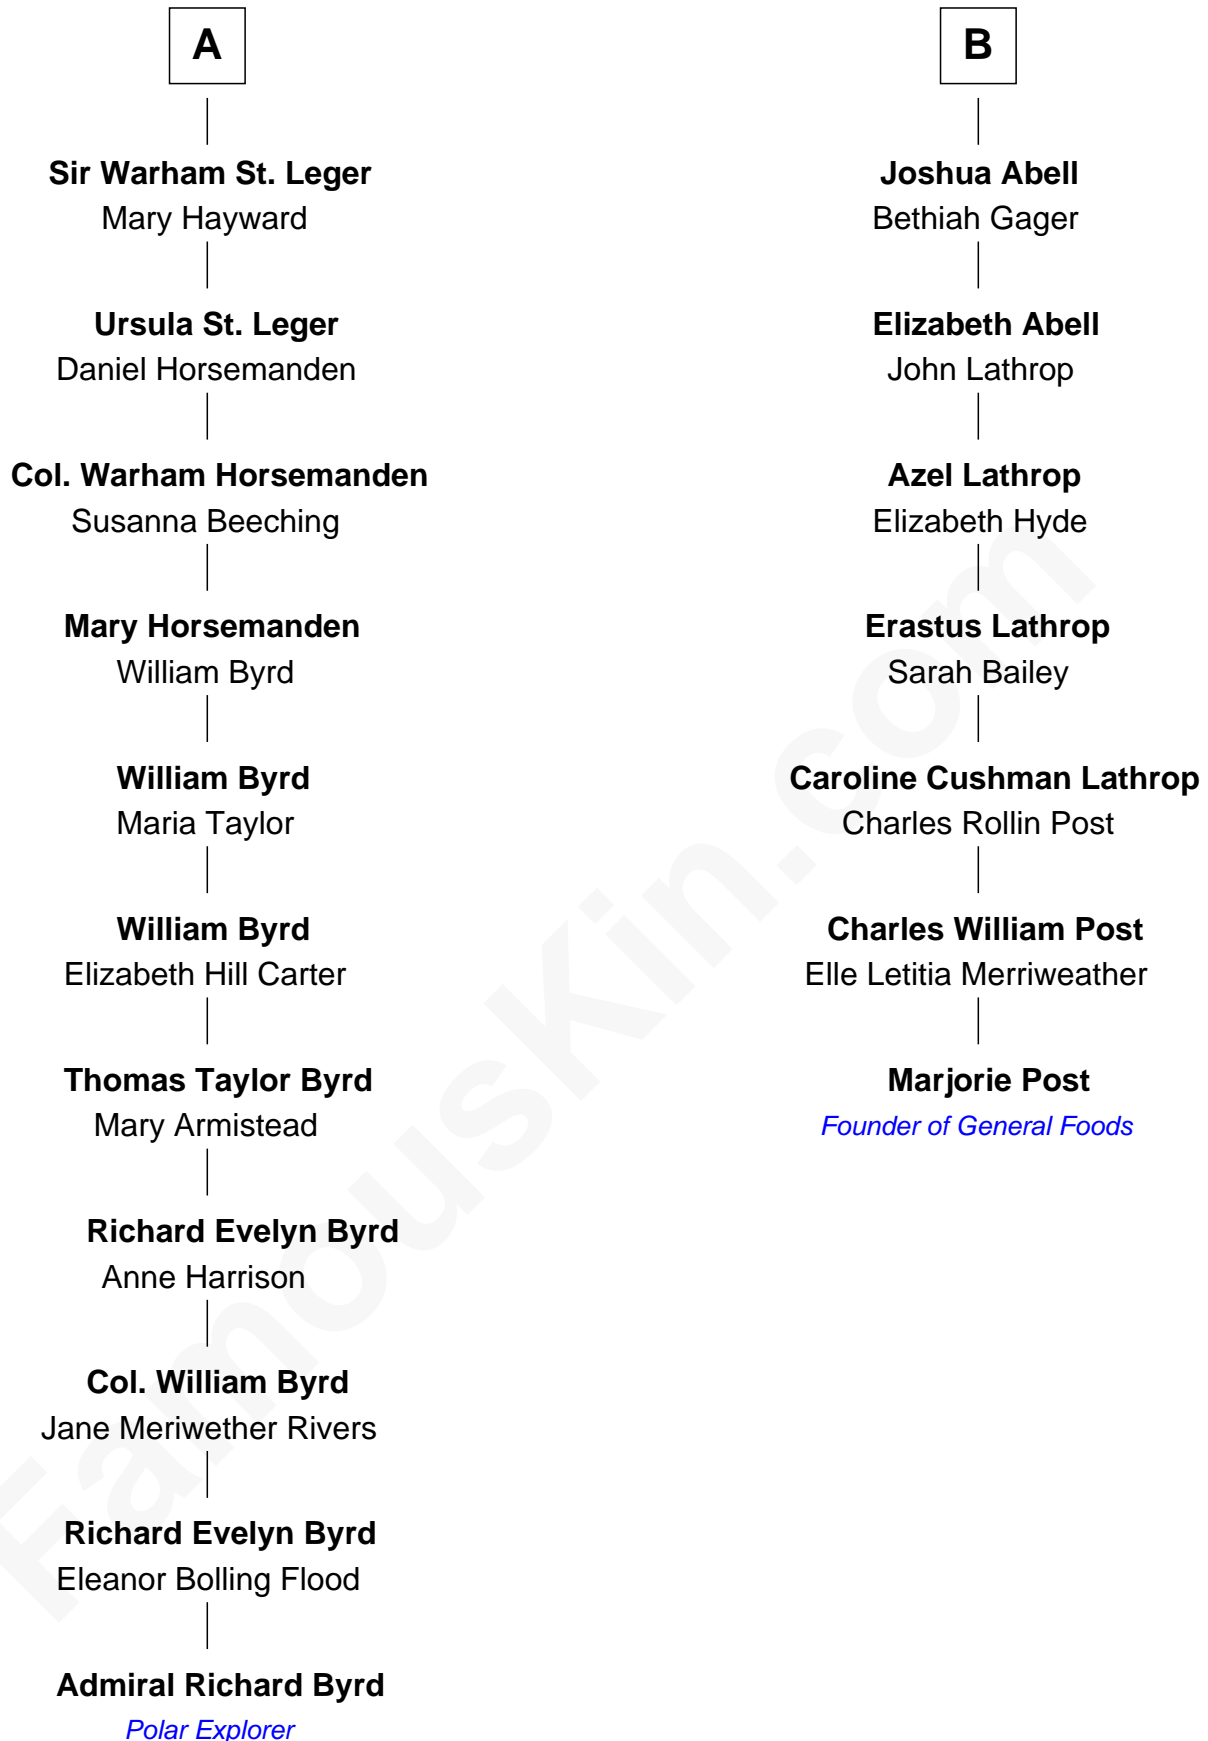 A
Sir Warham St. Leger
Mary Hayward
Ursula St. Leger
Daniel Horsemanden
Col. Warham Horsemanden
Susanna Beeching
Mary Horsemanden
William Byrd
William Byrd
Maria Taylor
William Byrd
Elizabeth Hill Carter
Thomas Taylor Byrd
Mary Armistead
Richard Evelyn Byrd
Anne Harrison
Col. William Byrd
Jane Meriwether Rivers
Richard Evelyn Byrd
Eleanor Bolling Flood
Admiral Richard Byrd
Polar Explorer
B
Joshua Abell
Bethiah Gager
Elizabeth Abell
John Lathrop
Azel Lathrop
Elizabeth Hyde
Erastus Lathrop
Sarah Bailey
Caroline Cushman Lathrop
Charles Rollin Post
Charles William Post
Elle Letitia Merriweather
Marjorie Post
Founder of General Foods
FamousKin.com